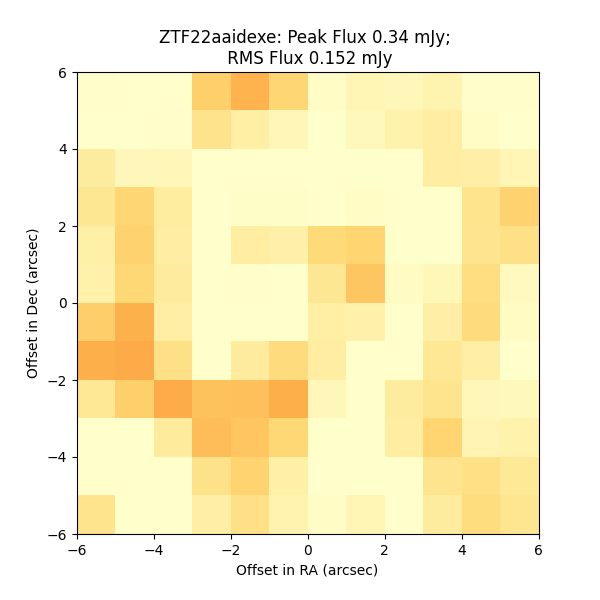 ZTF22aaidexe: Peak Flux 0.34 mJy;
RMS Flux 0.152 mJy
6
4
2
0
−2
−4
−6
Offset in Dec (arcsec)
−6 −4 −2 0 2 4 6
Offset in RA (arcsec)